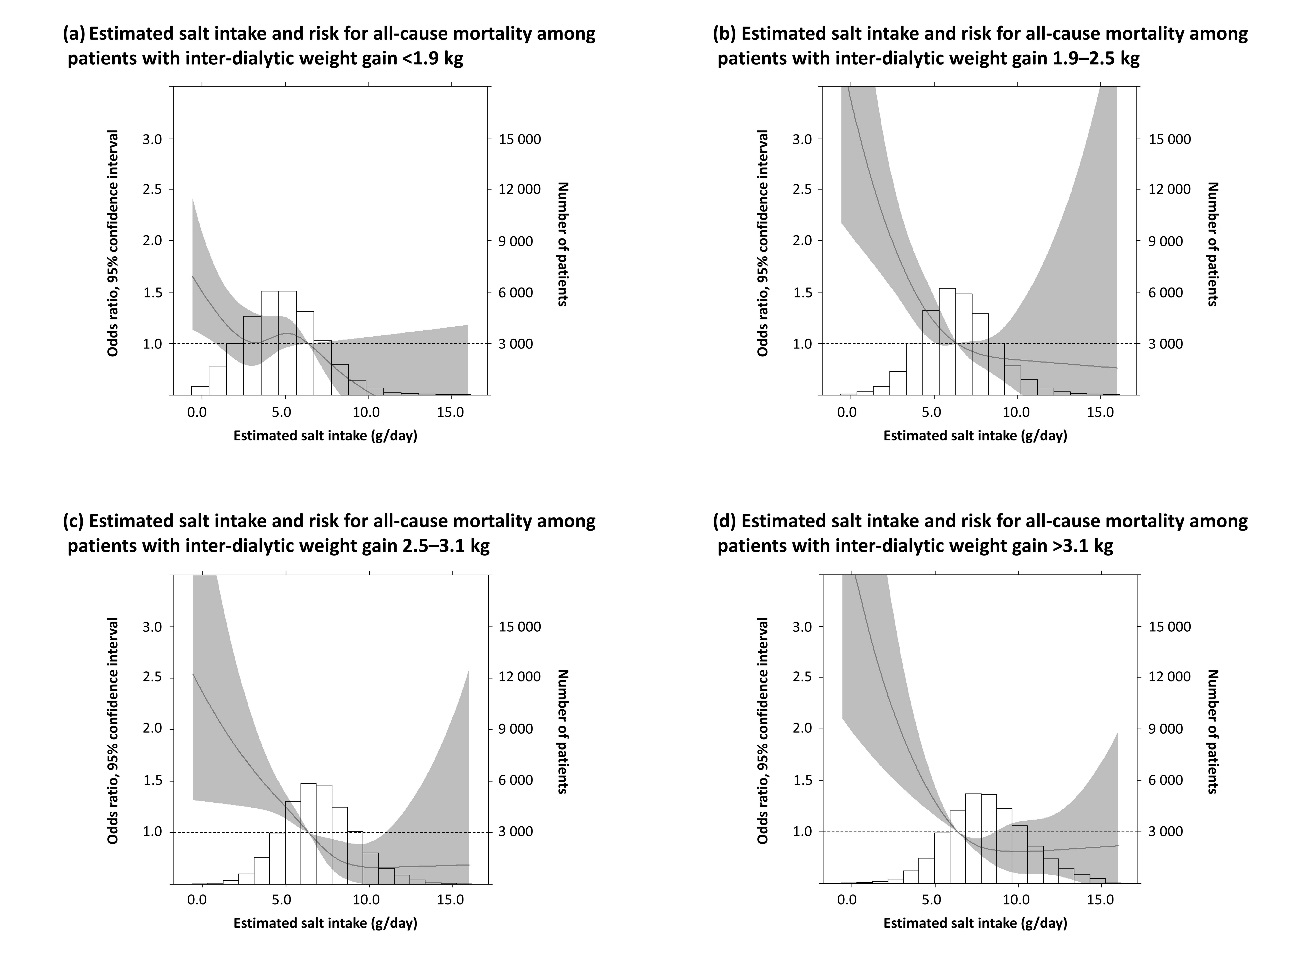 (a) Estimated salt intake and risk for all-cause mortality among
patients with inter-dialytic weight gain <1.9 kg
3.0
2.5
2.0
1.5
1.0
Odds ratio, 95% confidence interval
15 000
12 000
9 000
6 000
3 000
Number of patients
0.0 5.0 10.0 15.0
Estimated salt intake (g/day)
(b) Estimated salt intake and risk for all-cause mortality among
patients with inter-dialytic weight gain 1.9–2.5 kg
3.0
2.5
2.0
1.5
1.0
Odds ratio, 95% confidence interval
15 000
12 000
9 000
6 000
3 000
Number of patients
0.0 5.0 10.0 15.0
Estimated salt intake (g/day)
(c) Estimated salt intake and risk for all-cause mortality among
patients with inter-dialytic weight gain 2.5–3.1 kg
3.0
2.5
2.0
1.5
1.0
Odds ratio, 95% confidence interval
15 000
12 000
9 000
6 000
3 000
Number of patients
0.0 5.0 10.0 15.0
Estimated salt intake (g/day)
(d) Estimated salt intake and risk for all-cause mortality among
patients with inter-dialytic weight gain >3.1 kg
3.0
2.5
2.0
1.5
1.0
Odds ratio, 95% confidence interval
15 000
12 000
9 000
6 000
3 000
Number of patients
0.0 5.0 10.0 15.0
Estimated salt intake (g/day)